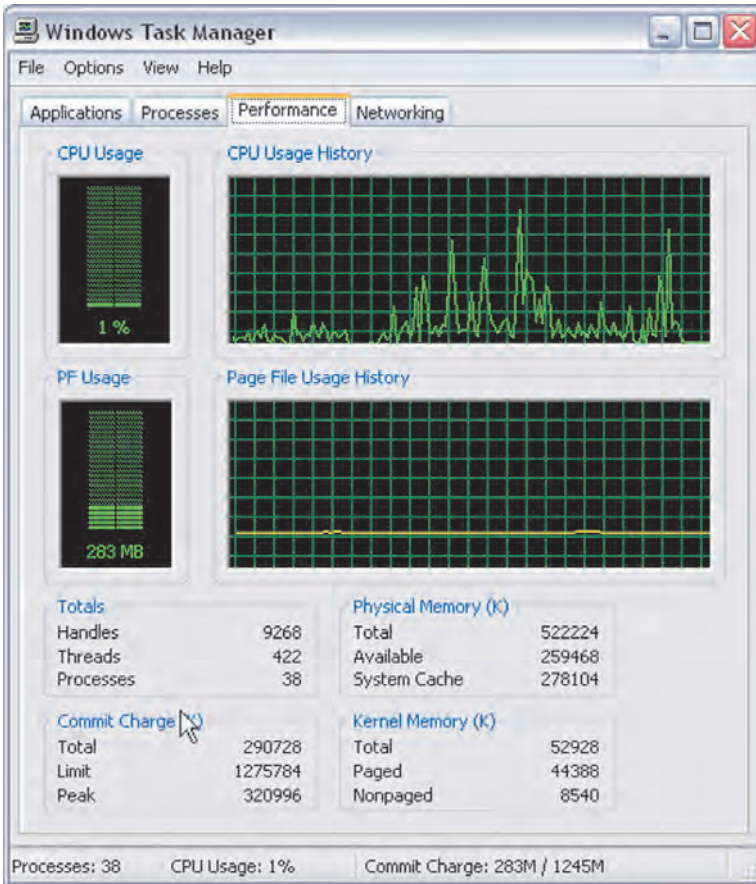 Windows Task Manager
File Options View Help
Applications Processes Performance Networking
CPU Usage CPU Usage History
1 %
PF Usage Page File Usage History
283 MB
Totals Physical Memory (K)
Handles 9268 Total 522224
Threads 422 Available 259468
Processes 38 System Cache 278104
Commit Charge (K) Kernel Memory (K)
Total 290728 Total 52928
Limit 1275784 Paged 44388
Peak 320996 Nonpaged 8540
Processes: 38 CPU Usage: 1% Commit Charge: 283M / 1245M